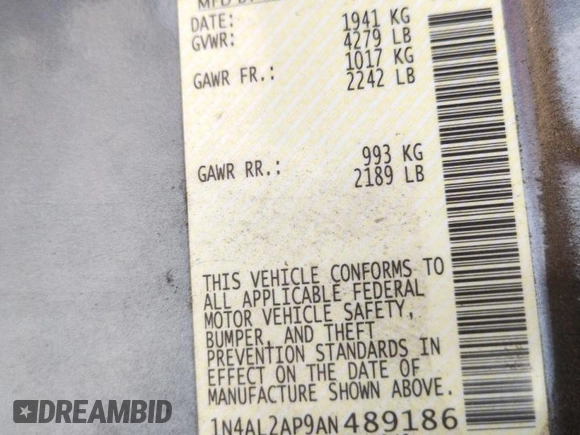 DATE: 1941 KG
GVWR: 4279 LB
1017 KG
GAWR FR.: 2242 LB
993 KG
GAWR RR.: 2189 LB
THIS VEHICLE CONFORMS TO
ALL APPLICABLE FEDERAL
MOTOR VEHICLE SAFETY,
BUMPER, AND THEFT
PREVENTION STANDARDS IN
EFFECT ON THE DATE OF
MANUFACTURE SHOWN ABOVE.
1N4AL2AP9AN489186
DREAMBID